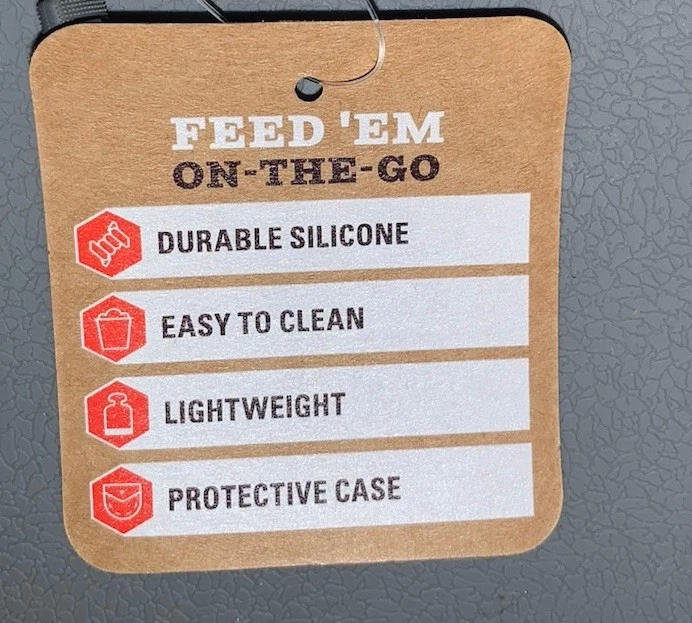 FEED 'EM
ON-THE-GO
DURABLE SILICONE
EASY TO CLEAN
LIGHTWEIGHT
PROTECTIVE CASE